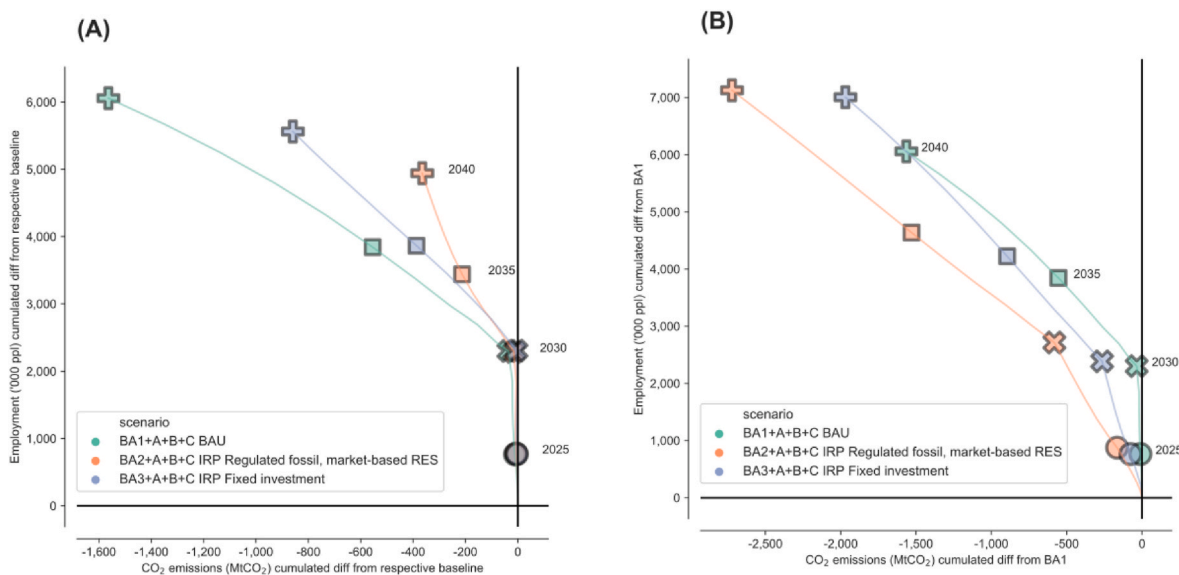 (A)
Employment ('000 ppl) cumulated diff from respective baseline
6,000
5,000
4,000
3,000
2,000
1,000
0
2040
2035
2030
2025
scenario
BA1+A+B+C BAU
BA2+A+B+C IRP Regulated fossil, market-based RES
BA3+A+B+C IRP Fixed investment
-1,600
-1,400
-1,200
-1,000
-800
-600
-400
-200
0
CO₂ emissions (MtCO₂) cumulated diff from respective baseline
(B)
Employment ('000 ppl) cumulated diff from BA1
7,000
6,000
5,000
4,000
3,000
2,000
1,000
0
2040
2035
2030
2025
scenario
BA1+A+B+C BAU
BA2+A+B+C IRP Regulated fossil, market-based RES
BA3+A+B+C IRP Fixed investment
-2,500
-2,000
-1,500
-1,000
-500
0
CO₂ emissions (MtCO₂) cumulated diff from BA1